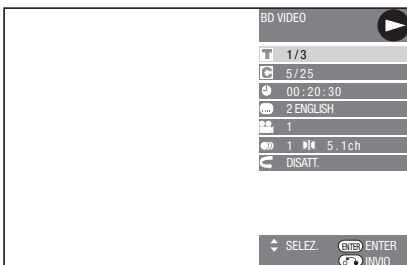 BD VIDEO
T 1/3
C 5/25
00:20:30
2 ENGLISH
1
1 5.1ch
DISATT.
SELEZ. ENTER ENTER
INVIO